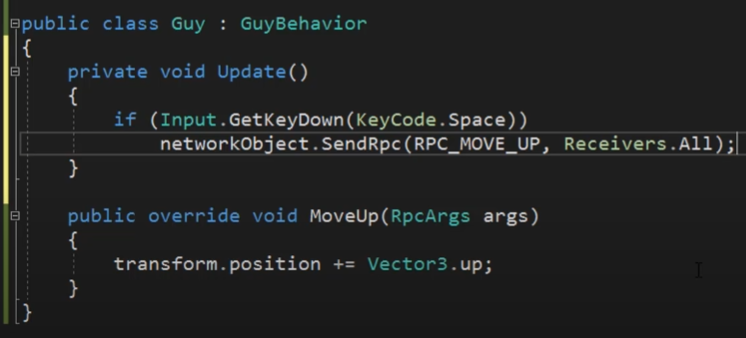 public class Guy : GuyBehavior
{
    private void Update()
    {
        if (Input.GetKeyDown(KeyCode.Space))
            networkObject.SendRpc(RPC_MOVE_UP, Receivers.All);
    }
    public override void MoveUp(RpcArgs args)
    {
        transform.position += Vector3.up;
    }
}